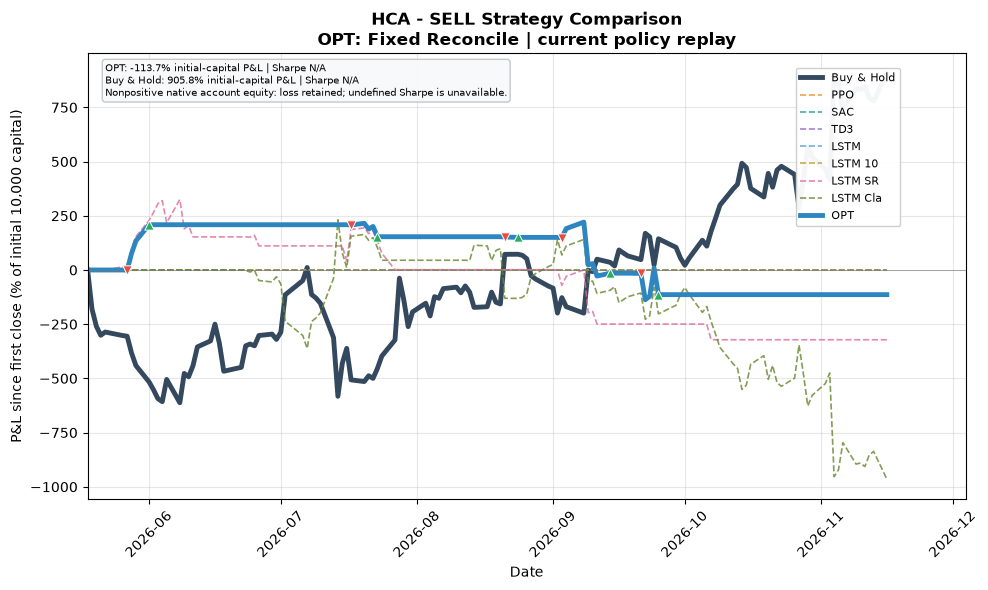 HCA - SELL Strategy Comparison
OPT: Fixed Reconcile | current policy replay
OPT: -113.7% initial-capital P&L | Sharpe N/A
Buy & Hold: 905.8% initial-capital P&L | Sharpe N/A
Nonpositive native account equity: loss retained; undefined Sharpe is unavailable.
Buy & Hold
PPO
SAC
TD3
LSTM
LSTM 10
LSTM SR
LSTM Cla
OPT
P&L since first close (% of initial 10,000 capital)
750
500
250
0
−250
−500
−750
−1000
2026-06
2026-07
2026-08
2026-09
2026-10
2026-11
2026-12
Date